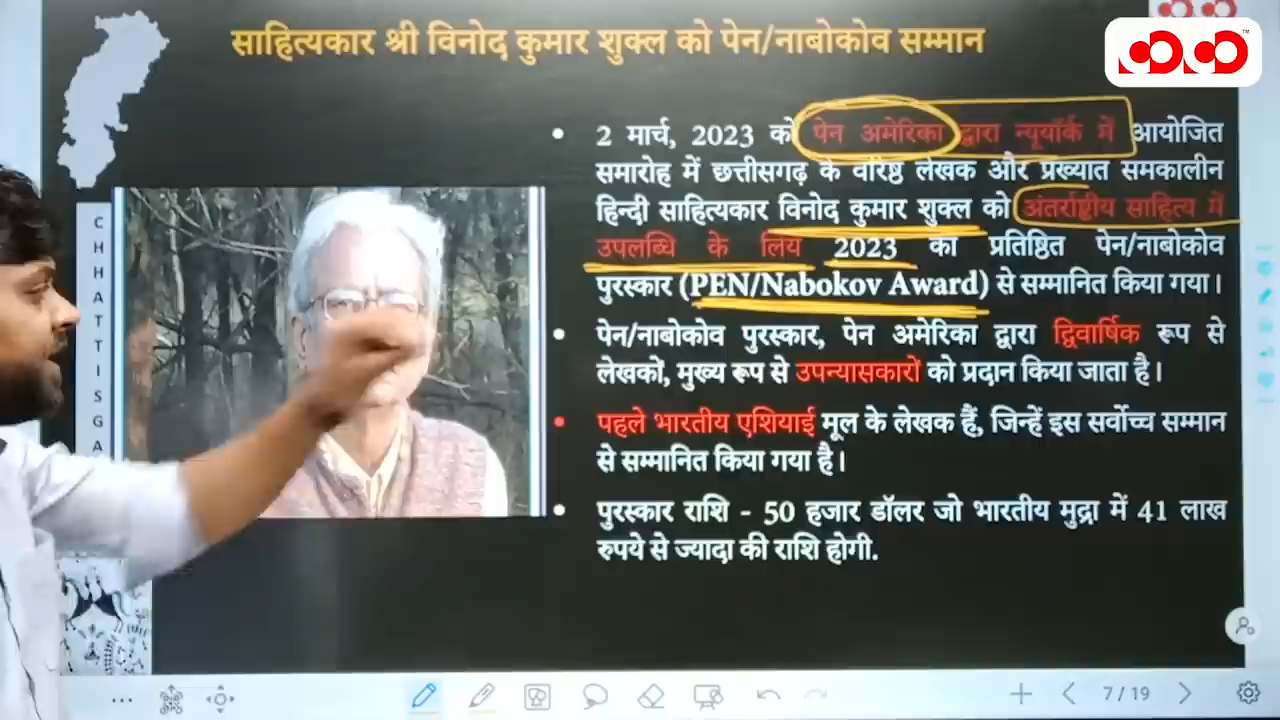 साहित्यकार श्री विनोद कुमार शुक्ल को पेन/नाबोकोव सम्मान
• 2 मार्च, 2023 को पेन अमेरिका द्वारा न्यूयॉर्क में आयोजित
समारोह में छत्तीसगढ़ के वरिष्ठ लेखक और प्रख्यात समकालीन
हिन्दी साहित्यकार विनोद कुमार शुक्ल को अंतर्राष्ट्रीय साहित्य में
उपलब्धि के लिय 2023 का प्रतिष्ठित पेन/नाबोकोव
पुरस्कार (PEN/Nabokov Award) से सम्मानित किया गया।
• पेन/नाबोकोव पुरस्कार, पेन अमेरिका द्वारा द्विवार्षिक रूप से
लेखकों, मुख्य रूप से उपन्यासकारों को प्रदान किया जाता है।
• पहले भारतीय एशियाई मूल के लेखक हैं, जिन्हें इस सर्वोच्च सम्मान
से सम्मानित किया गया है।
• पुरस्कार राशि - 50 हजार डॉलर जो भारतीय मुद्रा में 41 लाख
रुपये से ज्यादा की राशि होगी.
CHHATTISGA
7/19